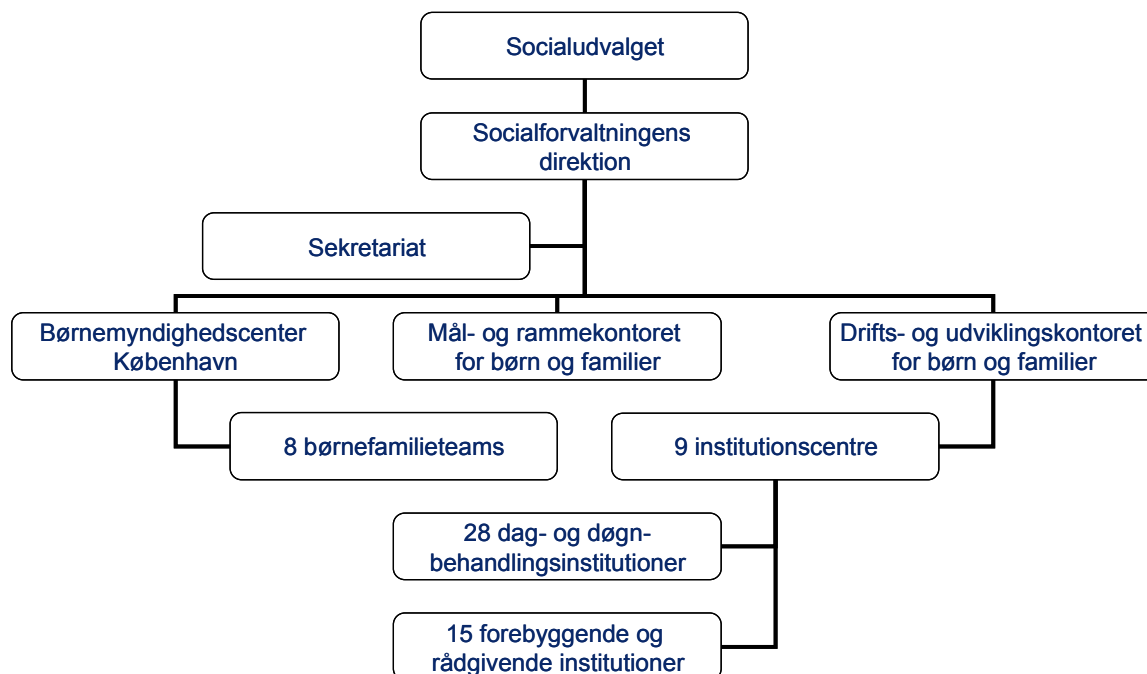 Socialudvalget
Socialforvaltningens
direktion
Sekretariat
Børnemyndighedscenter
København
Mål- og rammekontoret
for børn og familier
Drifts- og udviklingskontoret
for børn og familier
8 børnefamilieteams
9 institutionscentre
28 dag- og døgn-
behandlingsinstitutioner
15 forebyggende og
rådgivende institutioner